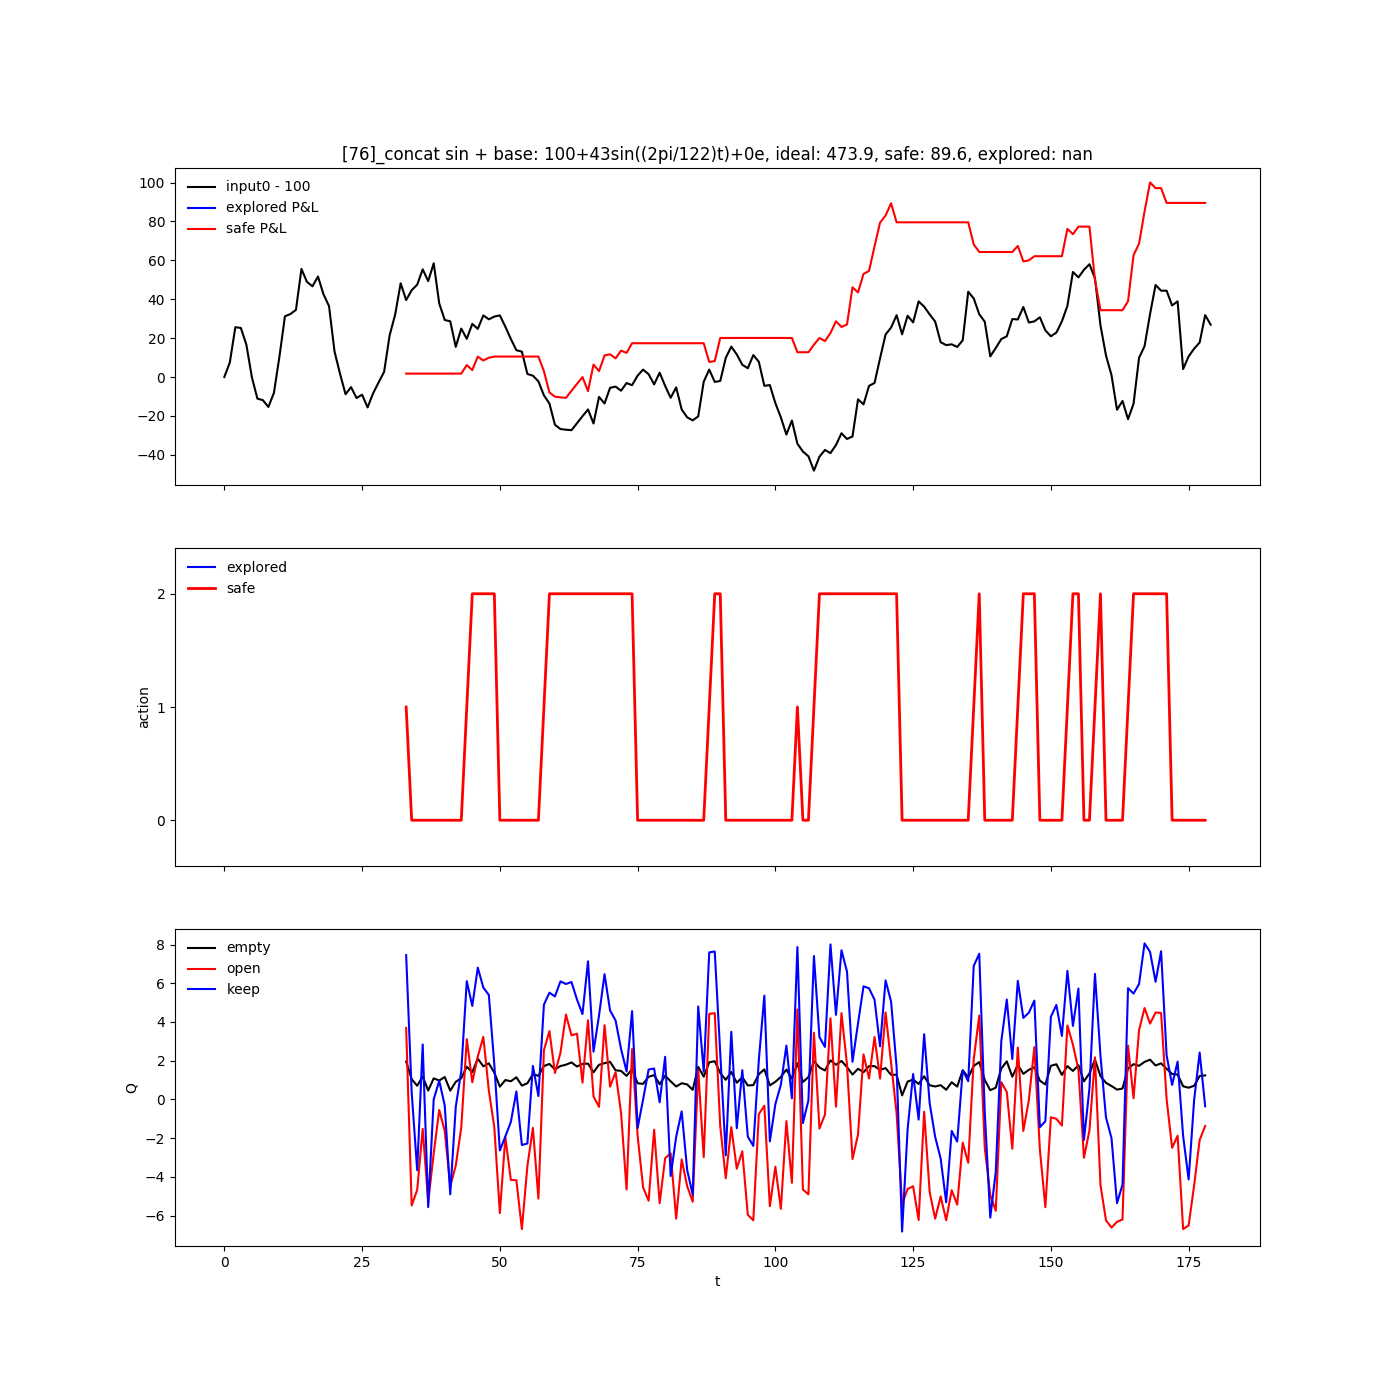 [76]_concat sin + base: 100+43sin((2pi/122)t)+0e, ideal: 473.9, safe: 89.6, explored: nan
input0 - 100
explored P&L
safe P&L
100
80
60
40
20
0
−20
−40
explored
safe
2
1
0
action
empty
open
keep
8
6
4
2
0
−2
−4
−6
Q
0 25 50 75 100 125 150 175
t